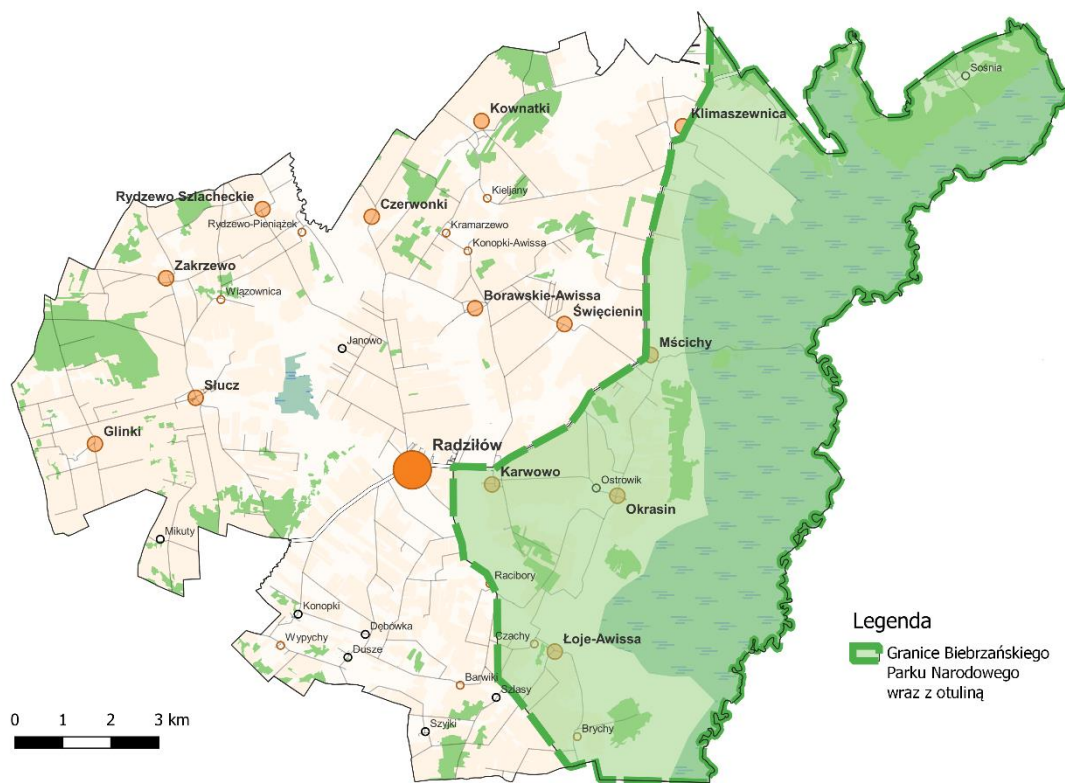 Sośnia
Kownatki
Klimaszewnica
Kieljany
Rydzewo Szlacheckie
Czerwonki
Rydzewo-Pieniążek
Kramarzewo
Konopki-Awissa
Zakrzewo
Wiązownica
Borawskie-Awissa
Święcienin
Janowo
Mścichy
Słucz
Glinki
Radziłów
Karwowo
Ostrowik
Okrasin
Mikuty
Racibory
Konopki
Dębówka
Wypychy
Dusze
Czachy
Łoje-Awissa
Barwiki
Szlasy
Szyjki
Brychy
Legenda
Granice Biebrzańskiego
Parku Narodowego
wraz z otuliną
0 1 2 3 km